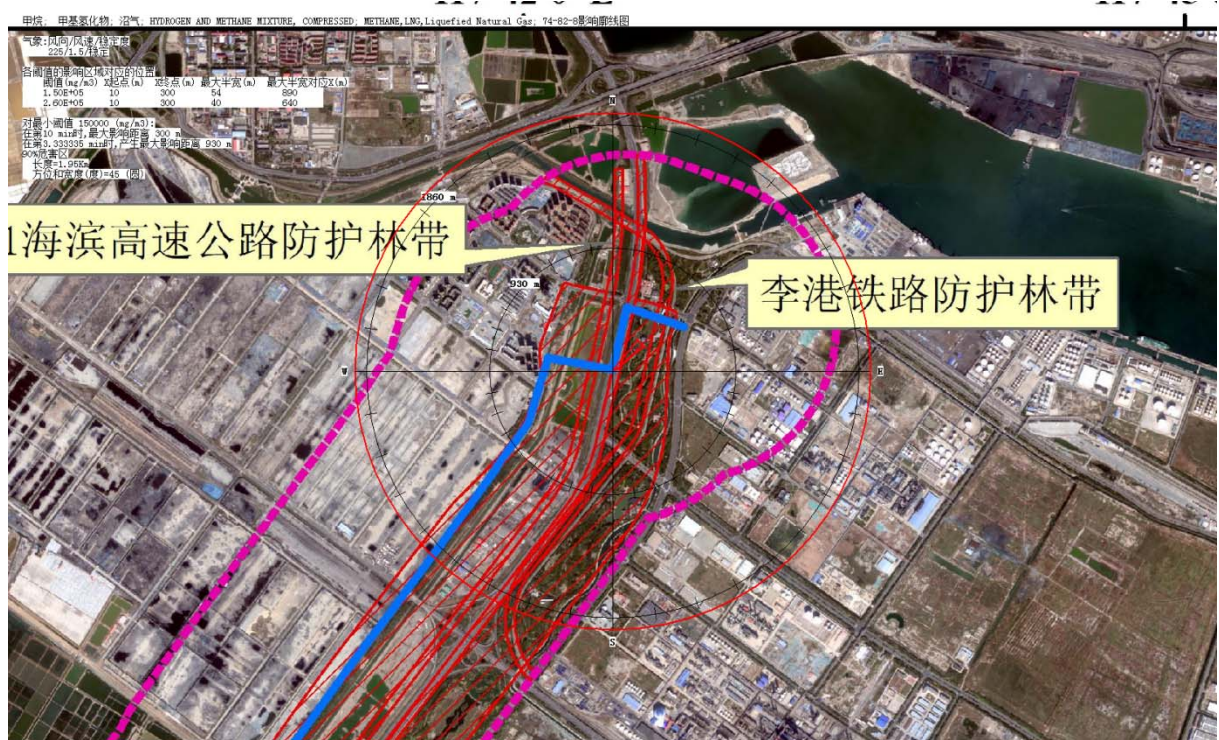 甲烷; 甲基氢化物; 沼气; HYDROGEN AND METHANE MIXTURE, COMPRESSED; METHANE,LNG,Liquefied Natural Gas; 74-82-8影响廓线图
气象:风向/风速/稳定度
225/1.5/稳定
各阈值的影响区域对应的位置
阈值(mg/m3) X起点(m) X终点(m) 最大半宽(m) 最大半宽对应X(m)
1.50E+05 10 300 54 890
2.60E+05 10 300 40 640
对最小阈值 150000 (mg/m3):
在第10 min时,最大影响距离 300 m
在第3.333335 min时,产生最大影响距离 930 m
90%危害区
长度=1.95Km
方位和宽度(度)=45 (圆)
N
1860 m
1海滨高速公路防护林带
930 m
李港铁路防护林带
W
E
S